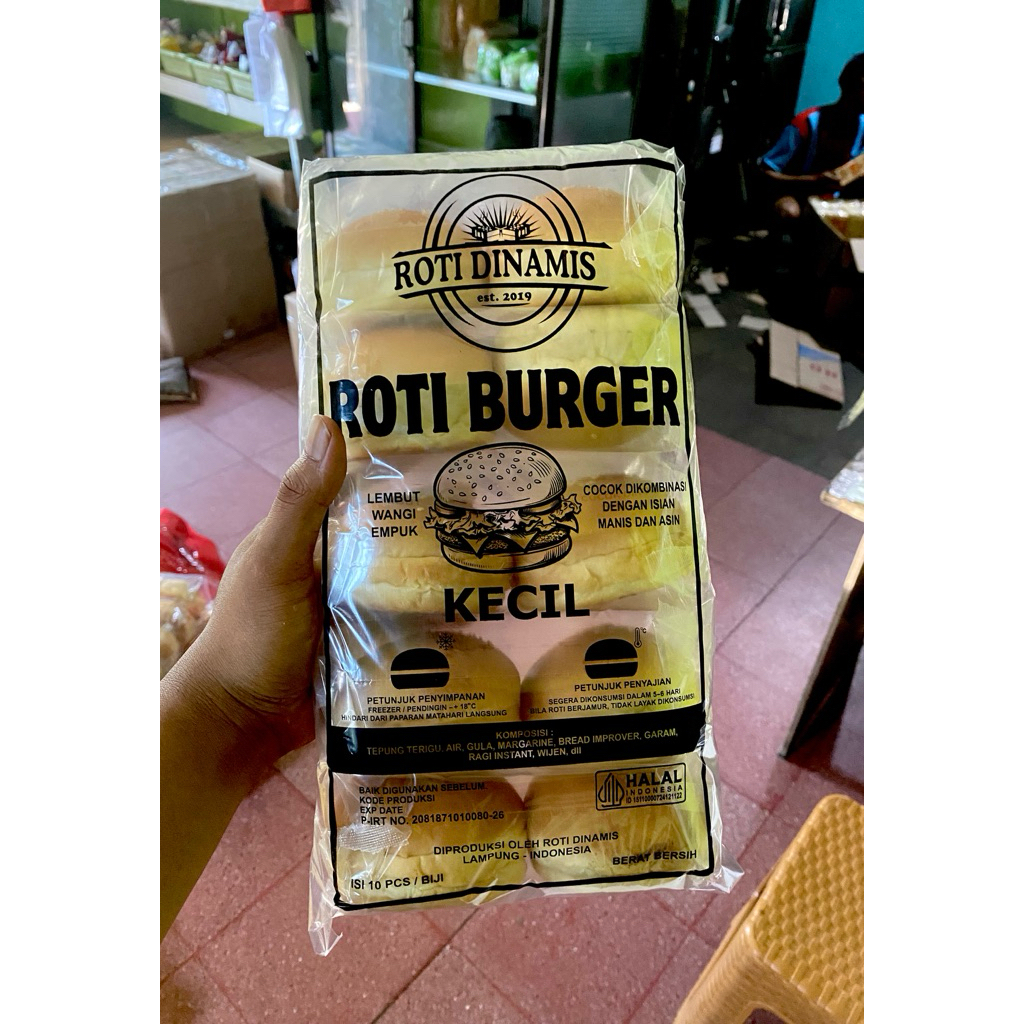 ROTI DINAMIS
est. 2019
ROTI BURGER
LEMBUT
WANGI
EMPUK
COCOK DIKOMBINASI
DENGAN ISIAN
MANIS DAN ASIN
KECIL
PETUNJUK PENYIMPANAN
FREEZER / PENDINGIN -+ 18°C
HINDARI DARI PAPARAN MATAHARI LANGSUNG
°C
PETUNJUK PENYAJIAN
SEGERA DIKONSUMSI DALAM 5-6 HARI
BILA ROTI BERJAMUR, TIDAK LAYAK DIKONSUMSI
KOMPOSISI :
TEPUNG TERIGU, AIR, GULA, MARGARINE, BREAD IMPROVER, GARAM,
RAGI INSTANT, WIJEN, dll
BAIK DIGUNAKAN SEBELUM
KODE PRODUKSI
EXP DATE
P-IRT NO. 2081871010080-26
HALAL
INDONESIA
ID 15110000724121122
DIPRODUKSI OLEH ROTI DINAMIS
LAMPUNG - INDONESIA
BERAT BERSIH
ISI 10 PCS / BIJI